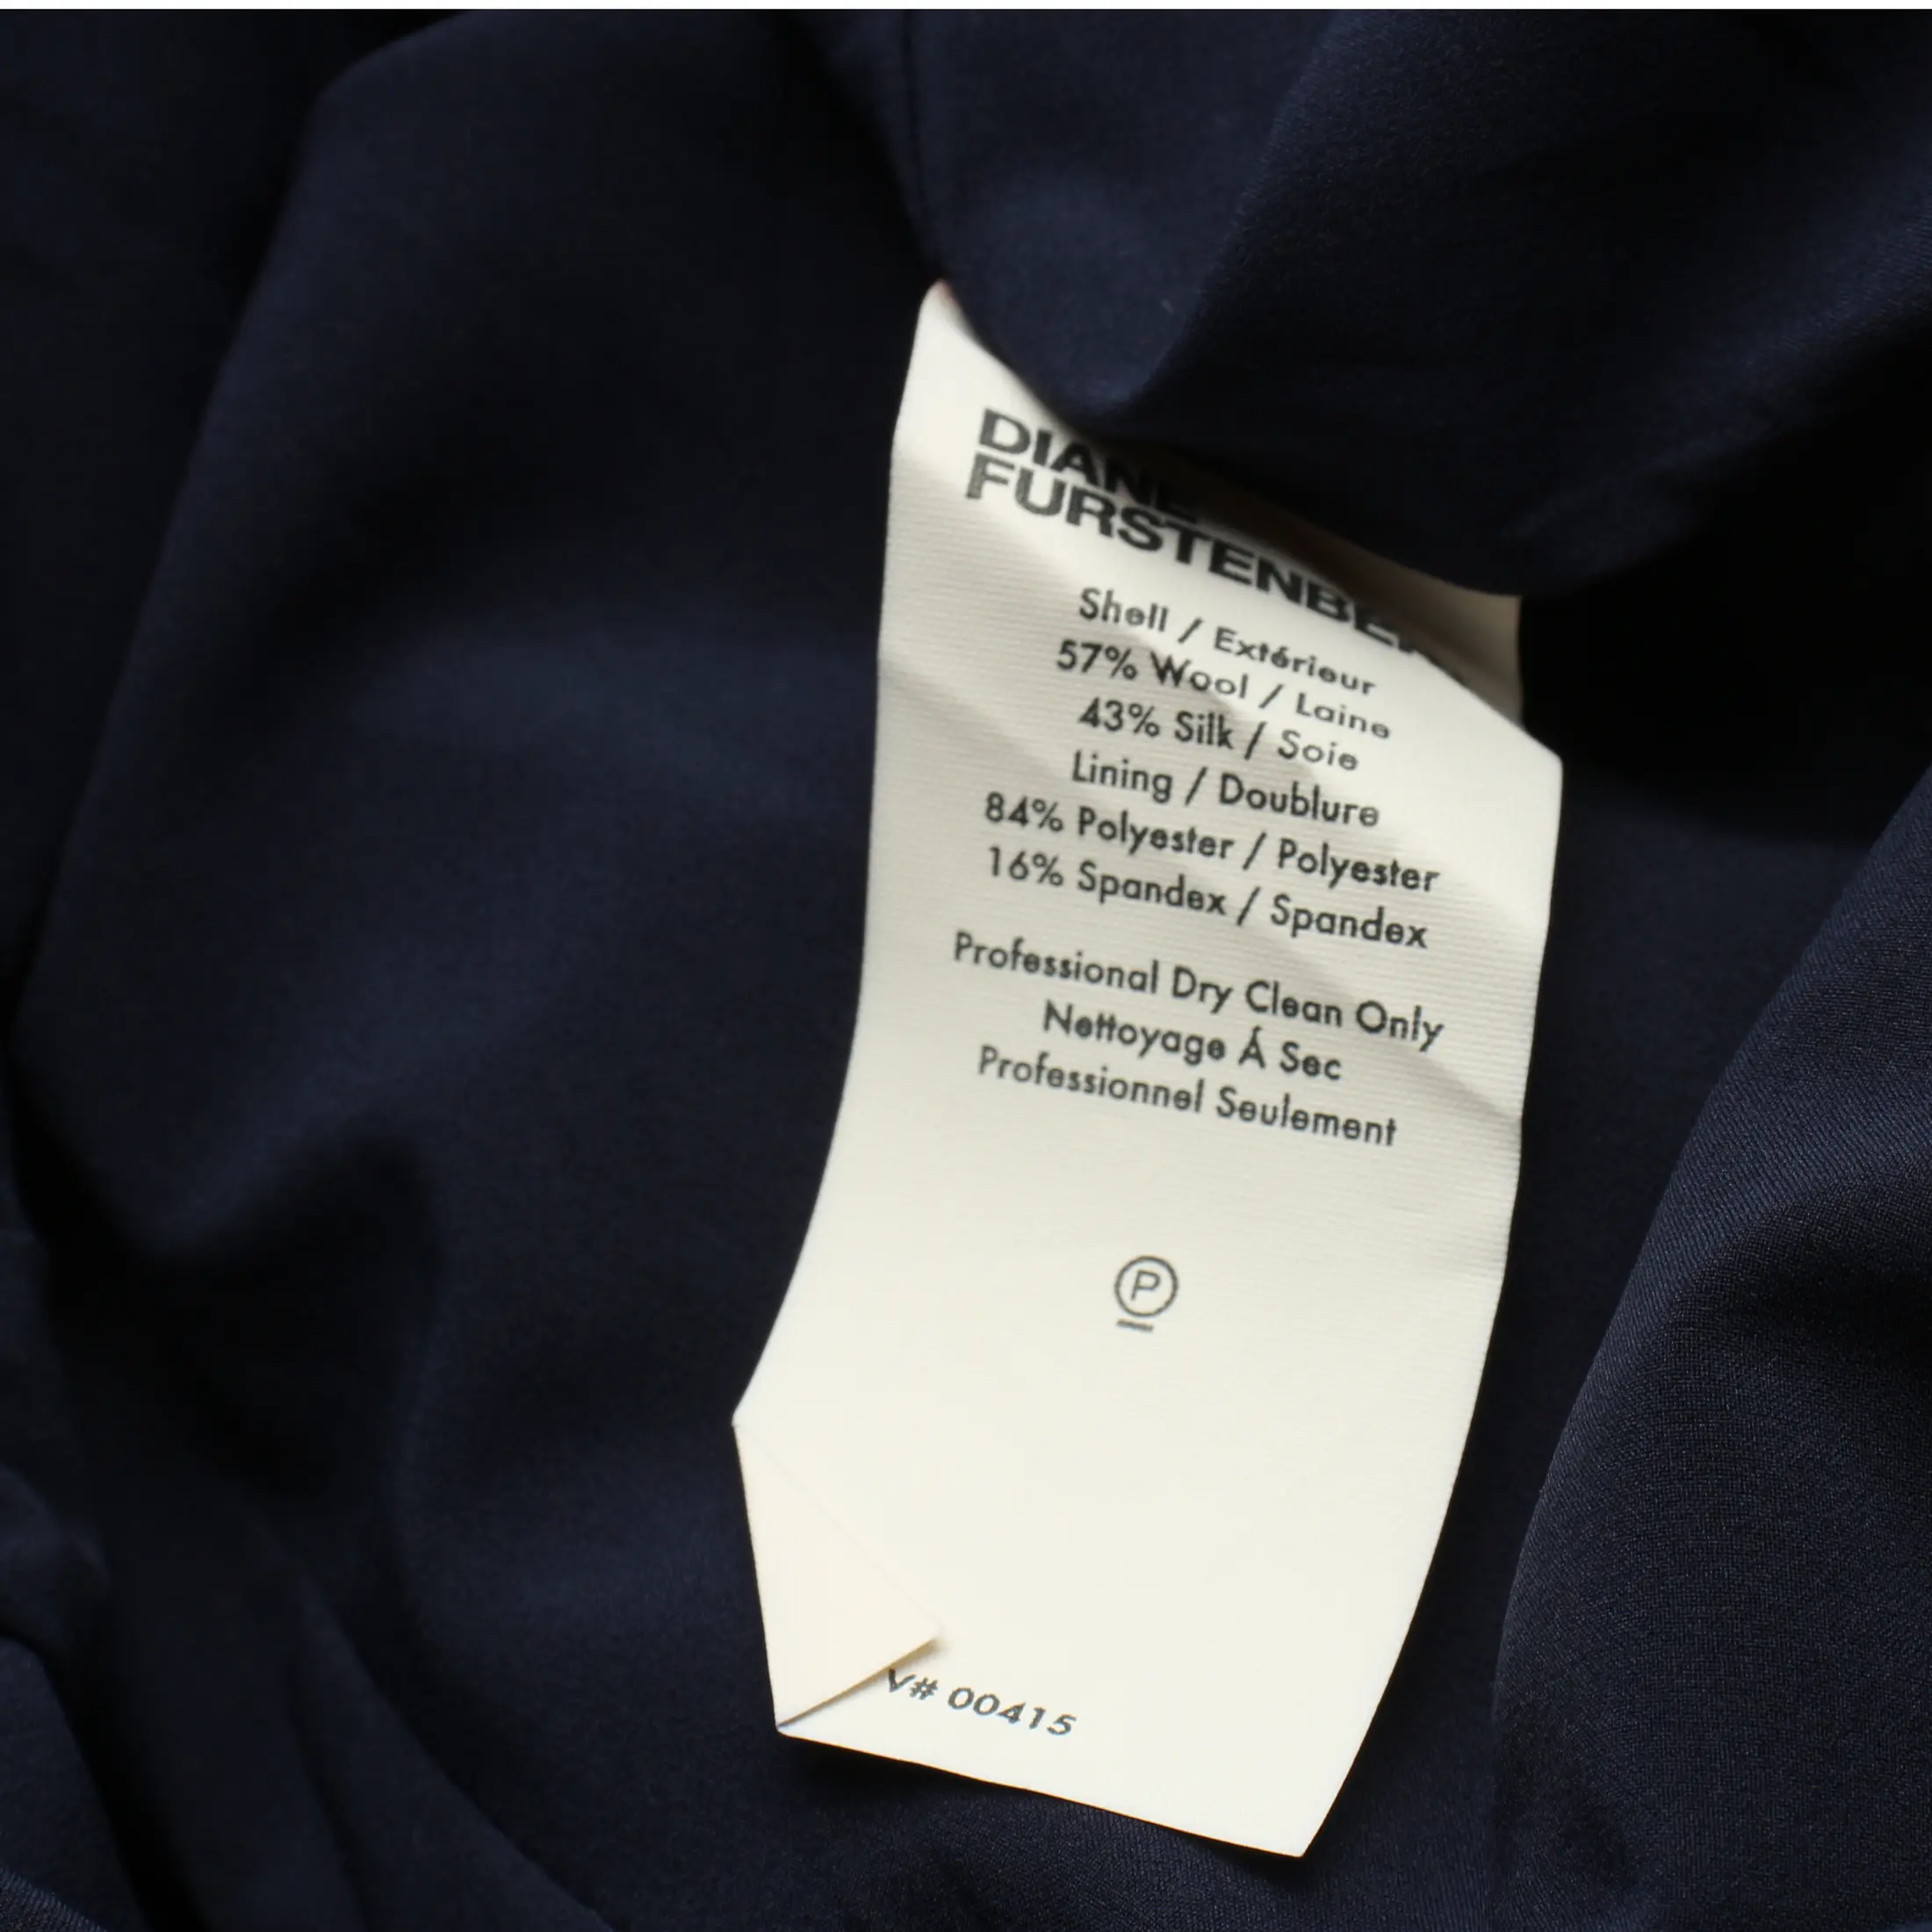 DIANE
FURSTENBER
Shell / Extérieur
57% Wool / Laine
43% Silk / Soie
Lining / Doublure
84% Polyester / Polyester
16% Spandex / Spandex
Professional Dry Clean Only
Nettoyage Á Sec
Professionnel Seulement
P
V# 00415